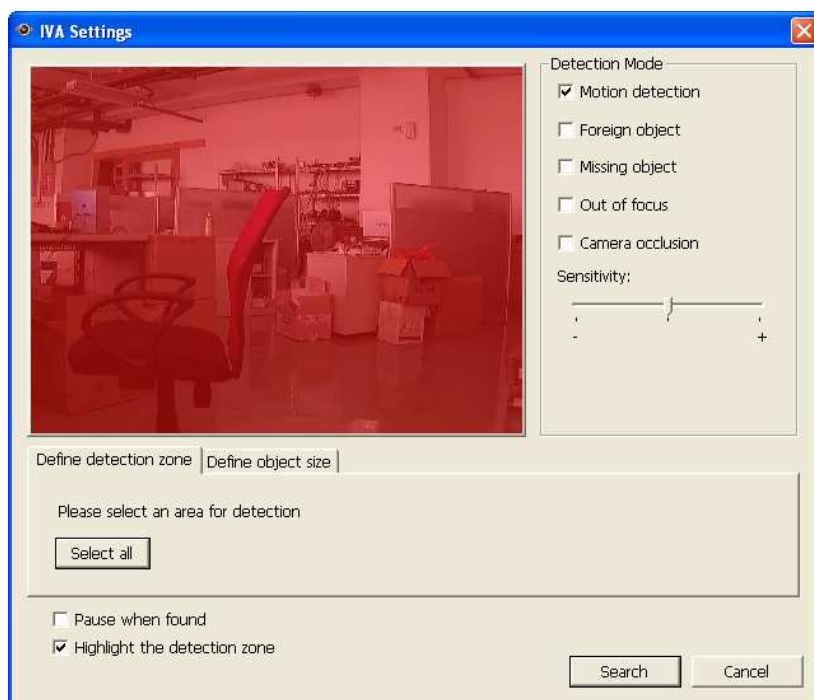 IVA Settings
Detection Mode
Motion detection
Foreign object
Missing object
Out of focus
Camera occlusion
Sensitivity:
- +
Define detection zone Define object size
Please select an area for detection
Select all
Pause when found
Highlight the detection zone
Search Cancel